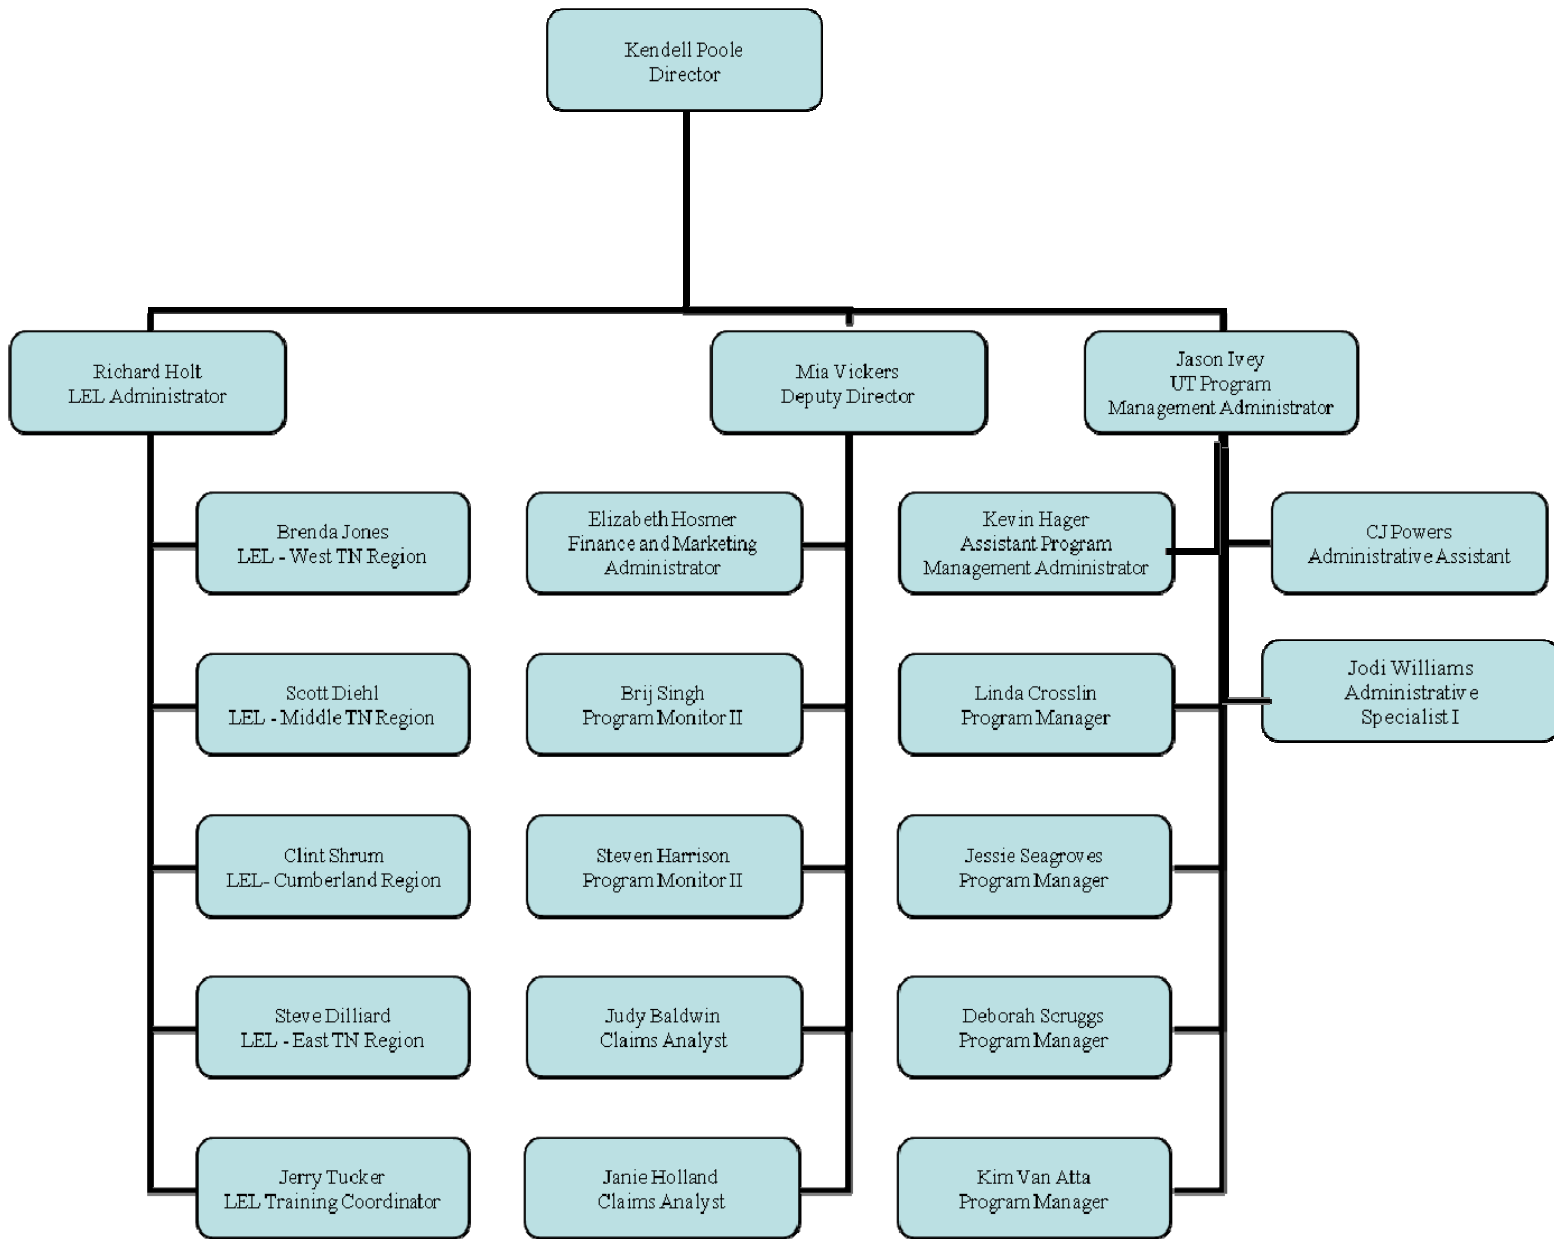 Kendell Poole
Director
Richard Holt
LEL Administrator
Mia Vickers
Deputy Director
Jason Ivey
UT Program
Management Administrator
Brenda Jones
LEL - West TN Region
Elizabeth Hosmer
Finance and Marketing
Administrator
Kevin Hager
Assistant Program
Management Administrator
CJ Powers
Administrative Assistant
Scott Diehl
LEL - Middle TN Region
Brij Singh
Program Monitor II
Linda Crosslin
Program Manager
Jodi Williams
Administrative
Specialist I
Clint Shrum
LEL- Cumberland Region
Steven Harrison
Program Monitor II
Jessie Seagroves
Program Manager
Steve Dilliard
LEL - East TN Region
Judy Baldwin
Claims Analyst
Deborah Scruggs
Program Manager
Jerry Tucker
LEL Training Coordinator
Janie Holland
Claims Analyst
Kim Van Atta
Program Manager